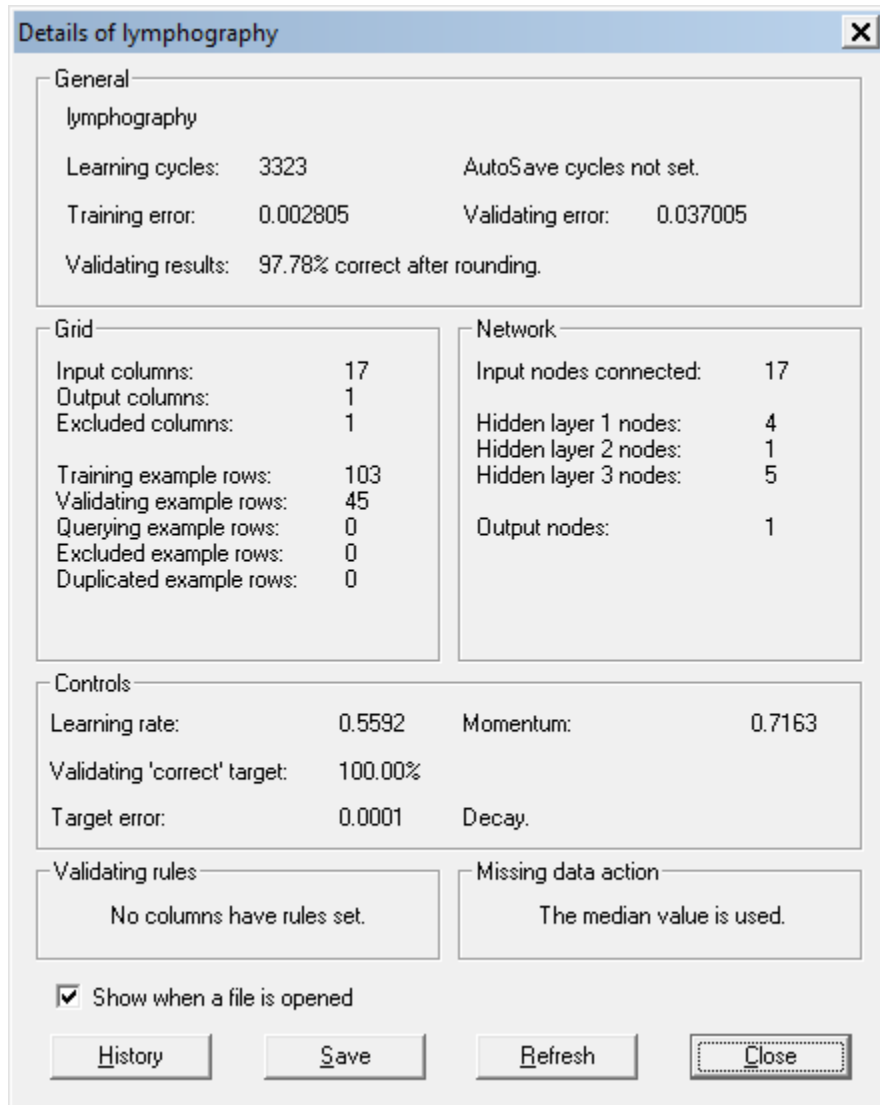 Details of lymphography
General
lymphography
Learning cycles: 3323 AutoSave cycles not set.
Training error: 0.002805 Validating error: 0.037005
Validating results: 97.78% correct after rounding.
Grid
Input columns: 17
Output columns: 1
Excluded columns: 1
Training example rows: 103
Validating example rows: 45
Querying example rows: 0
Excluded example rows: 0
Duplicated example rows: 0
Network
Input nodes connected: 17
Hidden layer 1 nodes: 4
Hidden layer 2 nodes: 1
Hidden layer 3 nodes: 5
Output nodes: 1
Controls
Learning rate: 0.5592 Momentum: 0.7163
Validating 'correct' target: 100.00%
Target error: 0.0001 Decay.
Validating rules
No columns have rules set.
Missing data action
The median value is used.
Show when a file is opened
History Save Refresh Close